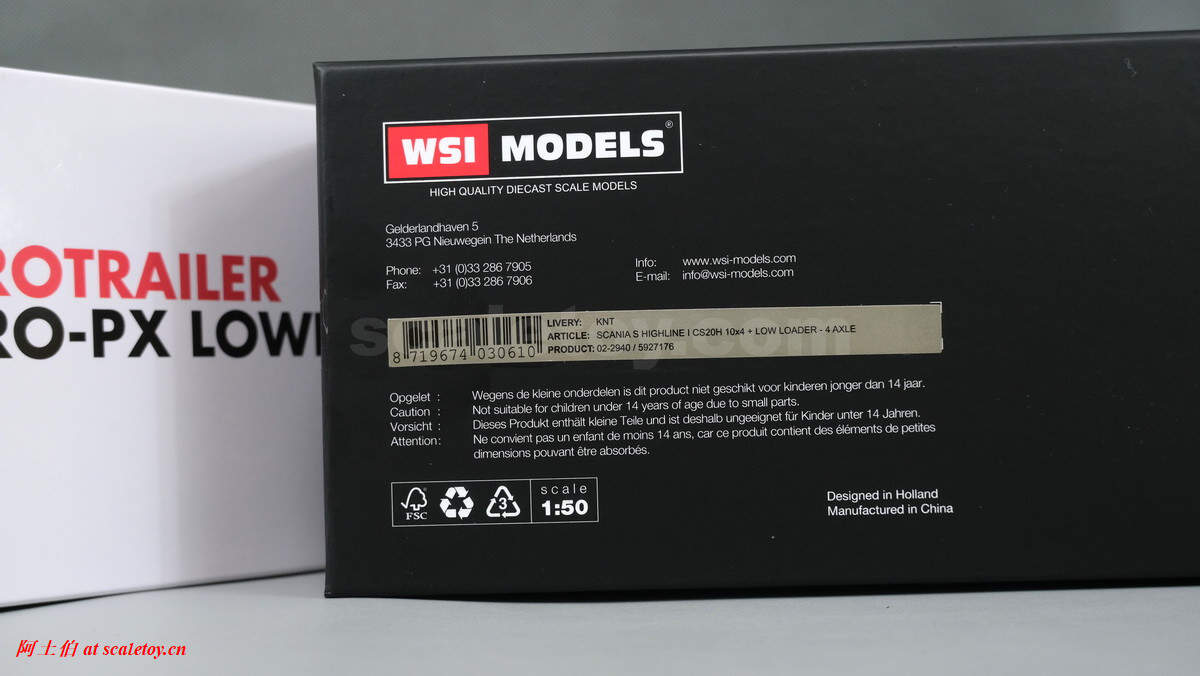 WSI MODELS®
HIGH QUALITY DIECAST SCALE MODELS
Gelderlandhaven 5
3433 PG Nieuwegein The Netherlands
Phone: +31 (0)33 286 7905
Fax: +31 (0)33 286 7906
Info: www.wsi-models.com
E-mail: info@wsi-models.com
8 719674 030610
LIVERY: KNT
ARTICLE: SCANIA S HIGHLINE | CS20H 10x4 + LOW LOADER - 4 AXLE
PRODUCT: 02-2940 / 5927176
scaletoy.com
Opgelet : Wegens de kleine onderdelen is dit product niet geschikt voor kinderen jonger dan 14 jaar.
Caution : Not suitable for children under 14 years of age due to small parts.
Vorsicht : Dieses Produkt enthält kleine Teile und ist deshalb ungeeignet für Kinder unter 14 Jahren.
Attention: Ne convient pas un enfant de moins 14 ans, car ce produit contient des éléments de petites
dimensions pouvant être absorbés.
FSC
3
scale
1:50
Designed in Holland
Manufactured in China
ROTRAILER
RO-PX LOW
阿土伯 at scaletoy.cn